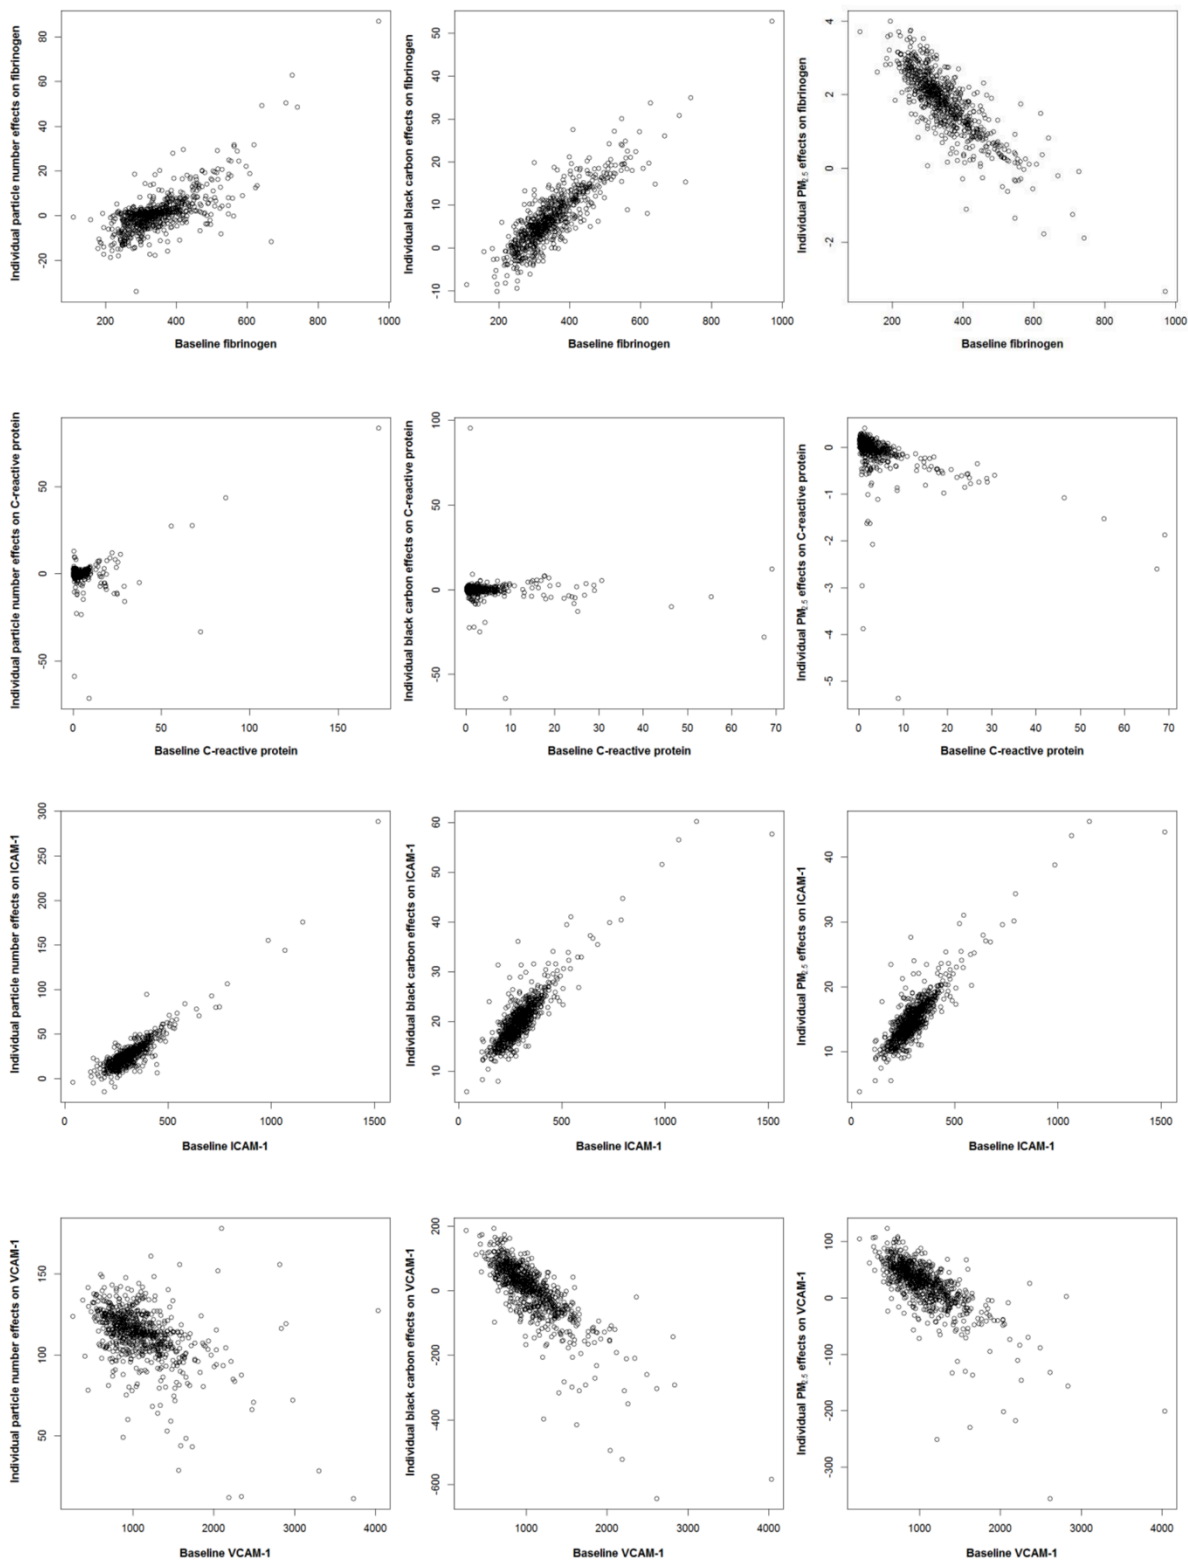 Individual particle number effects on fibrinogen
80
60
40
20
0
-20
200 400 600 800 1000
Baseline fibrinogen
Individual black carbon effects on fibrinogen
50
40
30
20
10
0
-10
200 400 600 800 1000
Baseline fibrinogen
Individual PM2.5 effects on fibrinogen
4
2
0
-2
200 400 600 800 1000
Baseline fibrinogen
Individual particle number effects on C-reactive protein
50
0
-50
0 50 100 150
Baseline C-reactive protein
Individual black carbon effects on C-reactive protein
100
50
0
-50
0 10 20 30 40 50 60 70
Baseline C-reactive protein
Individual PM2.5 effects on C-reactive protein
0
-1
-2
-3
-4
-5
0 10 20 30 40 50 60 70
Baseline C-reactive protein
Individual particle number effects on ICAM-1
300
250
200
150
100
50
0
0 500 1000 1500
Baseline ICAM-1
Individual black carbon effects on ICAM-1
60
50
40
30
20
10
0 500 1000 1500
Baseline ICAM-1
Individual PM2.5 effects on ICAM-1
40
30
20
10
0 500 1000 1500
Baseline ICAM-1
Individual particle number effects on VCAM-1
150
100
50
1000 2000 3000 4000
Baseline VCAM-1
Individual black carbon effects on VCAM-1
200
0
-200
-400
-600
1000 2000 3000 4000
Baseline VCAM-1
Individual PM2.5 effects on VCAM-1
100
0
-100
-200
-300
1000 2000 3000 4000
Baseline VCAM-1